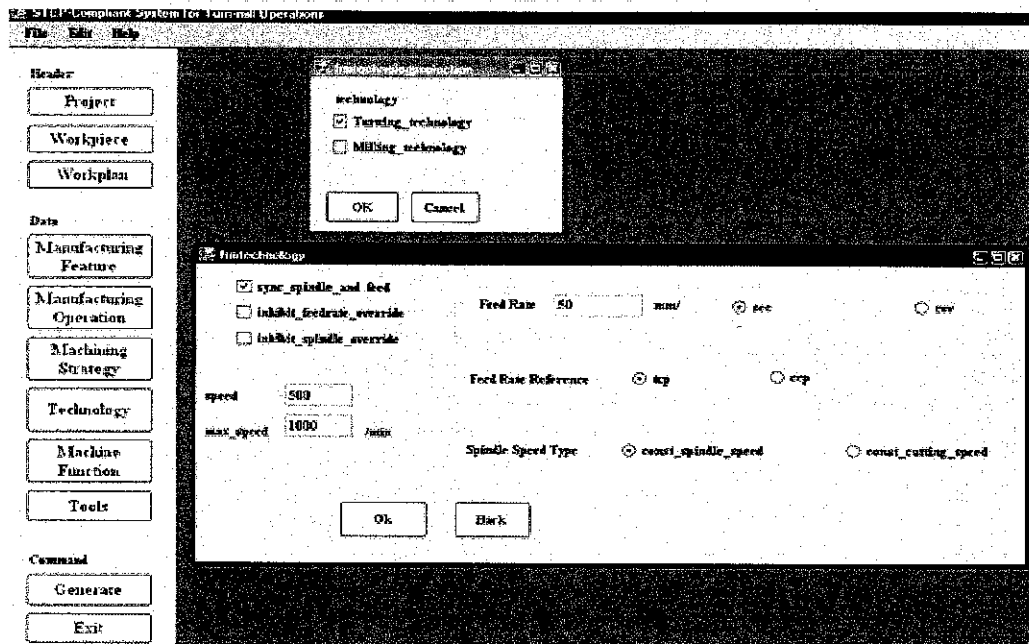 STEP Compliant System for Turn-mill Operations
File Edit Help
Header
Project
Workpiece
Workplan
Data
Manufacturing
Feature
Manufacturing
Operation
Machining
Strategy
Technology
Machine
Function
Tools
Command
Generate
Exit
technology
Turning_technology
Milling_technology
OK Cancel
sync_spindle_and_feed
inhibit_feedrate_override
inhibit_spindle_override
Feed Rate 50 mm/ sec rev
Feed Rate Reference tcp ccp
speed 500
max_speed 1000 /min
Spindle Speed Type const_spindle_speed const_cutting_speed
Ok Back